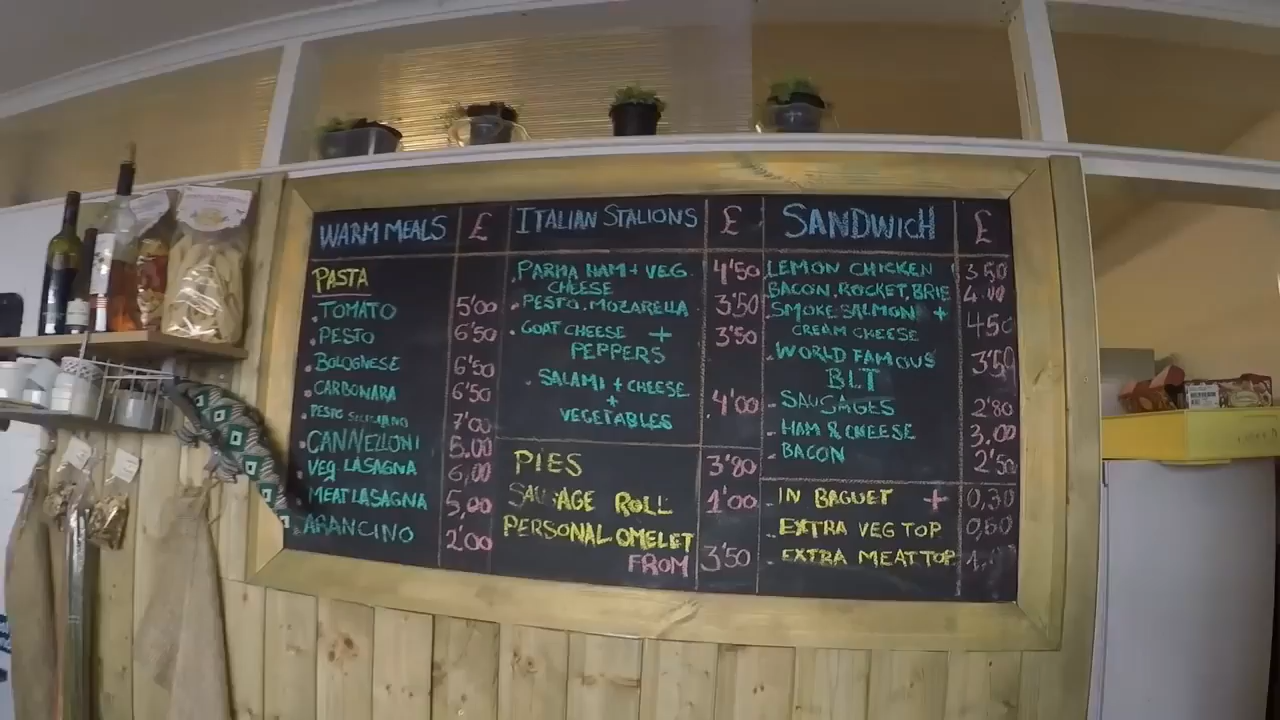 WARM MEALS £
PASTA
.TOMATO 5'00
.PESTO 6'50
.BOLOGNESE 6'50
.CARBONARA 6'50
PESTO SICILIANO 7'00
.CANNELLONI 5.00
VEG. LASAGNA 6,00
.MEAT LASAGNA 5,00
ARANCINO 2'00
ITALIAN STALIONS £
.PARMA HAM + VEG. 4'50
CHEESE
.PESTO. MOZARELLA 3'50
.GOAT CHEESE + 3'50
PEPPERS
.SALAMI + CHEESE
+ 4'00
VEGETABLES
PIES 3'80
SAUSAGE ROLL 1'00
PERSONAL OMELET
FROM 3'50
SANDWICH £
LEMON CHICKEN 3'50
BACON, ROCKET, BRIE 4.00
.SMOKE SALMON + 450
CREAM CHEESE
.WORLD FAMOUS 3'50
BLT
- SAUSAGES 2'80
. HAM & CHEESE 3.00
. BACON 2'50
- IN BAGUET + 0,30
. EXTRA VEG TOP 0,60
. EXTRA MEAT TOP